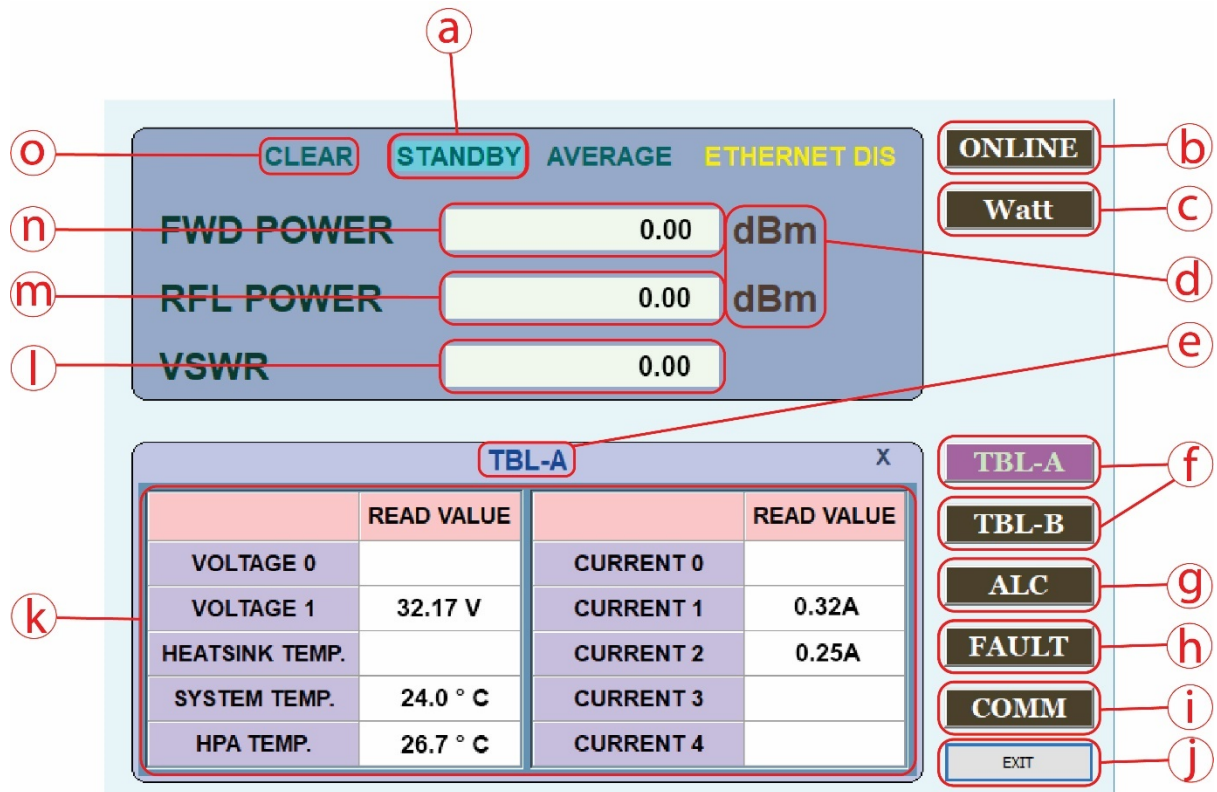 a
o CLEAR STANDBY AVERAGE ETHERNET DIS ONLINE b
n FWD POWER 0.00 dBm Watt c
m RFL POWER 0.00 dBm d
l VSWR 0.00 e
TBL-A X TBL-A f
READ VALUE READ VALUE TBL-B
VOLTAGE 0 CURRENT 0 ALC g
k VOLTAGE 1 32.17 V CURRENT 1 0.32A
HEATSINK TEMP. CURRENT 2 0.25A FAULT h
SYSTEM TEMP. 24.0 ° C CURRENT 3 COMM i
HPA TEMP. 26.7 ° C CURRENT 4 EXIT j